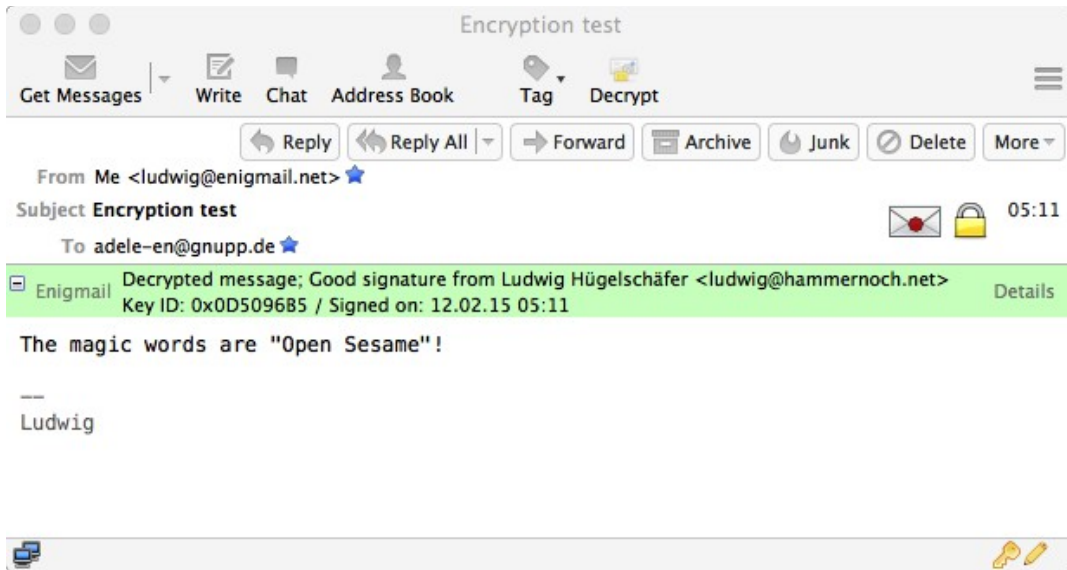 Encryption test
Get Messages Write Chat Address Book Tag Decrypt
Reply Reply All Forward Archive Junk Delete More
From Me <ludwig@enigmail.net>
Subject Encryption test 05:11
To adele-en@gnupp.de
Enigmail Decrypted message; Good signature from Ludwig Hügelschäfer <ludwig@hammernoch.net> Details
Key ID: 0x0D5096B5 / Signed on: 12.02.15 05:11
The magic words are "Open Sesame"!
--
Ludwig